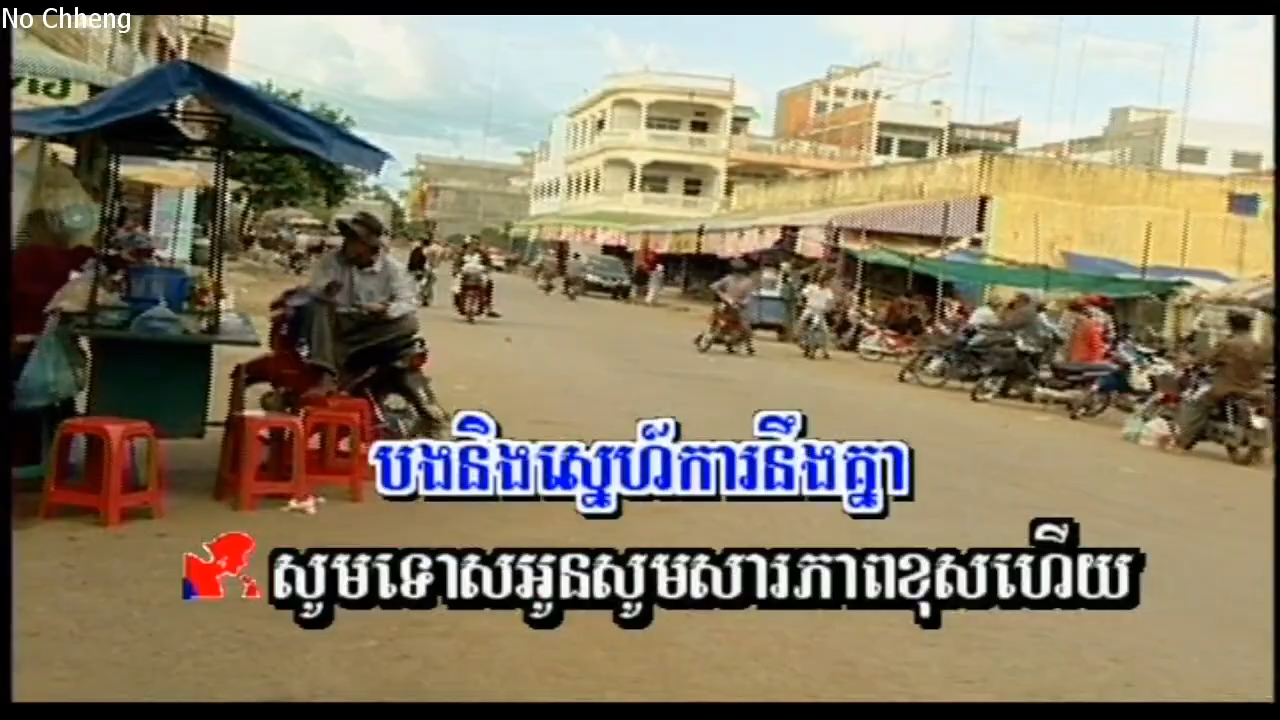 No Chheng
បងនិងស្នេហ៍ការនឹងគ្នា
សូមទោសអូនសូមសារភាពខុសហើយ